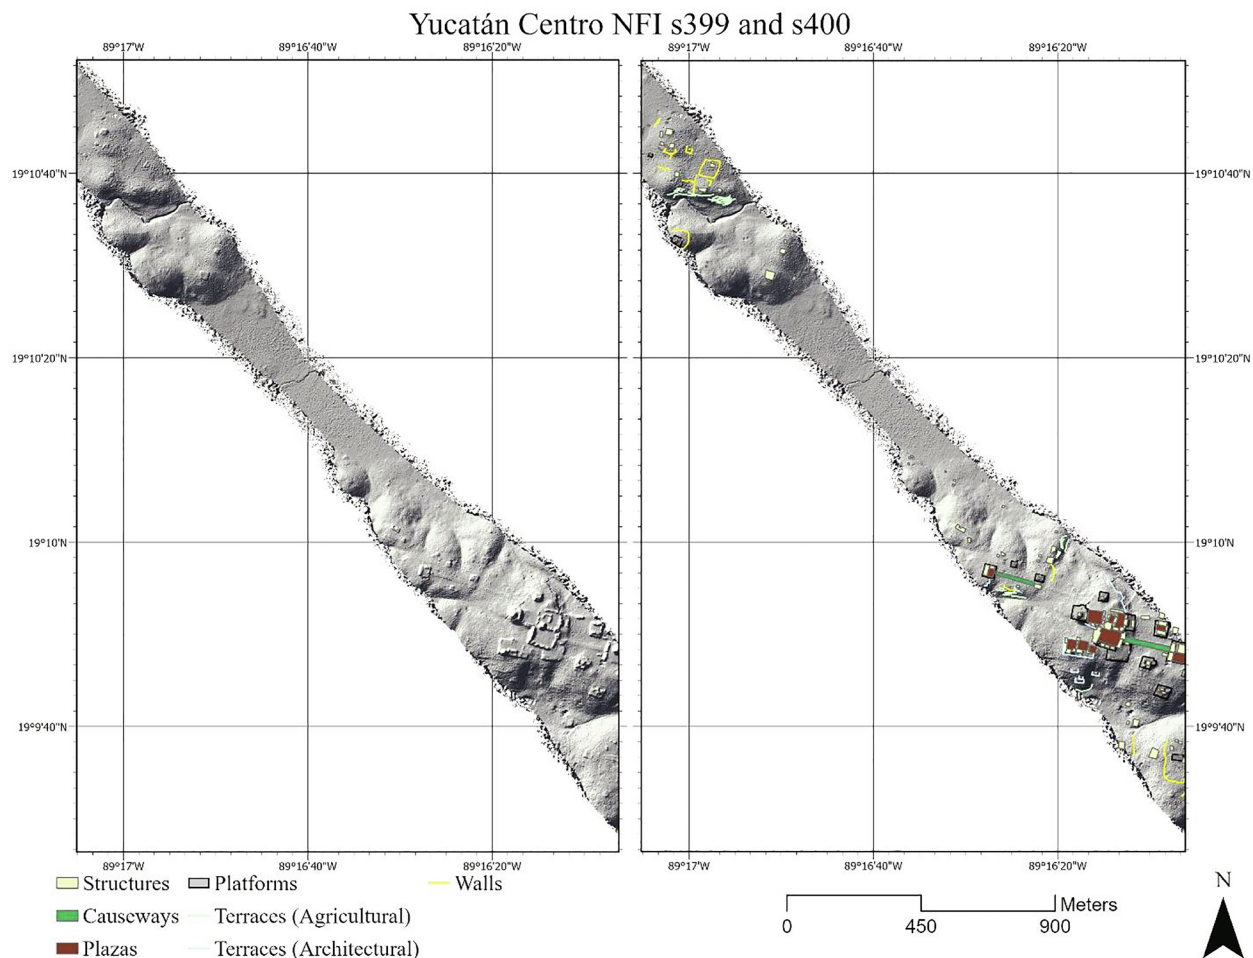 Yucatán Centro NFI s399 and s400
89°17'W 89°16'40"W 89°16'20"W 89°17'W 89°16'40"W 89°16'20"W
19°10'40"N 19°10'40"N
19°10'20"N 19°10'20"N
19°10'N 19°10'N
19°9'40"N 19°9'40"N
89°17'W 89°16'40"W 89°16'20"W 89°17'W 89°16'40"W 89°16'20"W
Structures Platforms Walls
Causeways Terraces (Agricultural)
Plazas Terraces (Architectural)
Meters
0 450 900
N